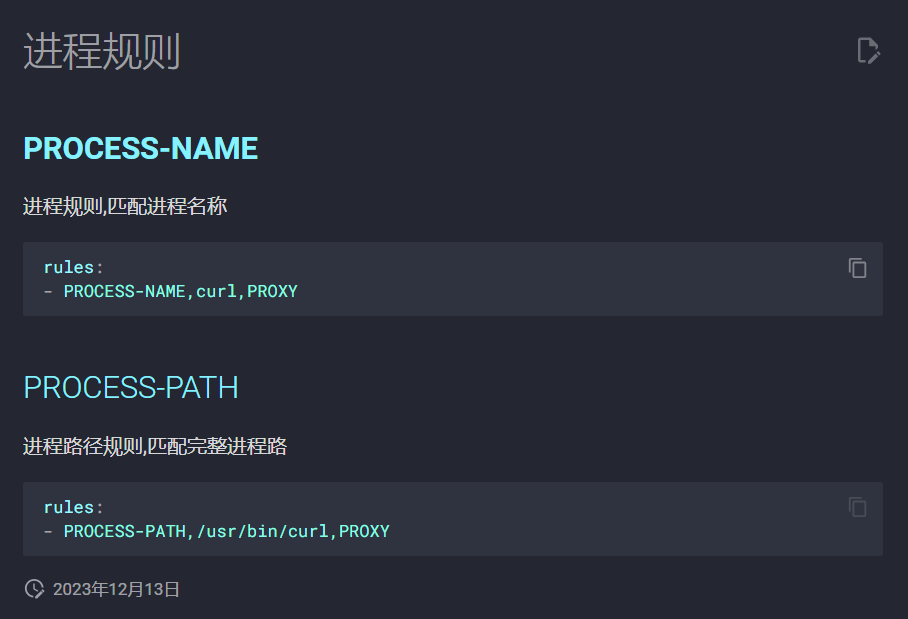 进程规则
PROCESS-NAME
进程规则,匹配进程名称
rules:
- PROCESS-NAME,curl,PROXY
PROCESS-PATH
进程路径规则,匹配完整进程路
rules:
- PROCESS-PATH,/usr/bin/curl,PROXY
2023年12月13日